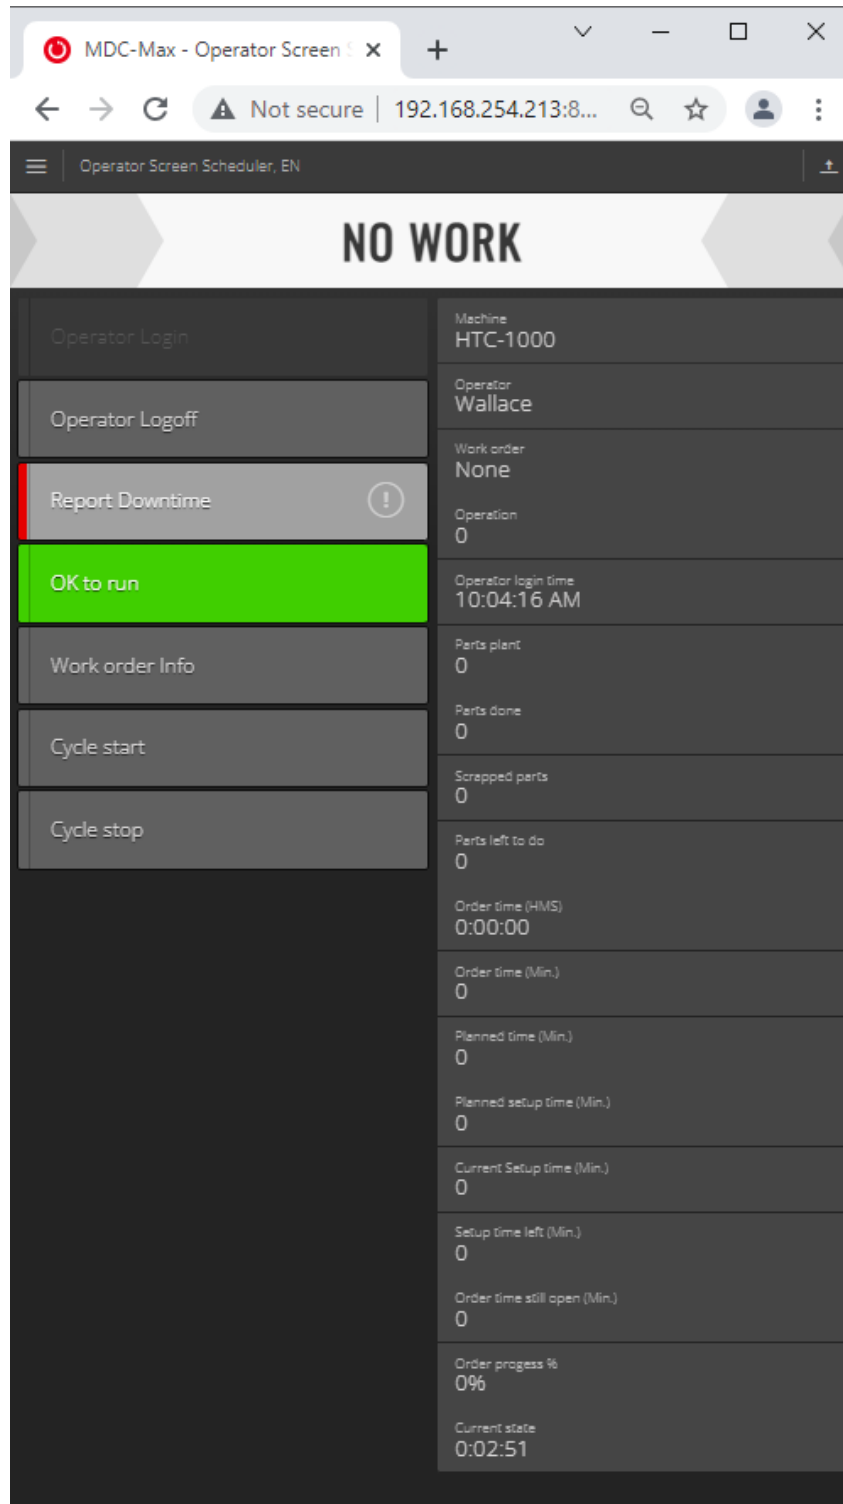 MDC-Max - Operator Screen S
Not secure | 192.168.254.213:8...
Operator Screen Scheduler, EN
NO WORK
Operator Login
Operator Logoff
Report Downtime
OK to run
Work order Info
Cycle start
Cycle stop
Machine
HTC-1000
Operator
Wallace
Work order
None
Operation
0
Operator login time
10:04:16 AM
Parts plant
0
Parts done
0
Scrapped parts
0
Parts left to do
0
Order time (HMS)
0:00:00
Order time (Min.)
0
Planned time (Min.)
0
Planned setup time (Min.)
0
Current Setup time (Min.)
0
Setup time left (Min.)
0
Order time still open (Min.)
0
Order progess %
0%
Current state
0:02:51